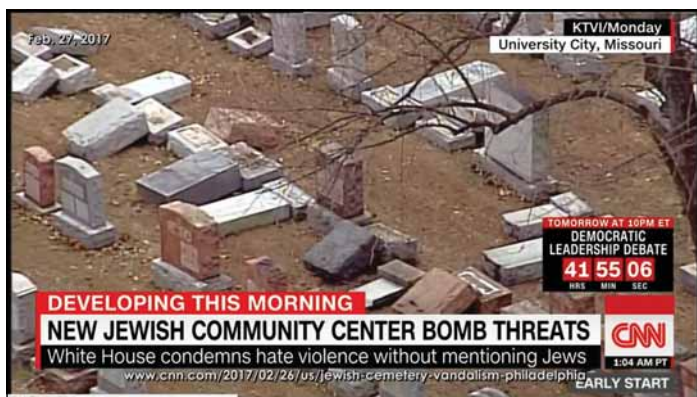 Feb. 27, 2017
KTVI/Monday
University City, Missouri
TOMORROW AT 10PM ET
DEMOCRATIC
LEADERSHIP DEBATE
41 55 06
HRS MIN SEC
DEVELOPING THIS MORNING
NEW JEWISH COMMUNITY CENTER BOMB THREATS
White House condemns hate violence without mentioning Jews
www.cnn.com/2017/02/26/us/jewish-cemetery-vandalism-philadelphia
CNN
1:04 AM PT
EARLY START